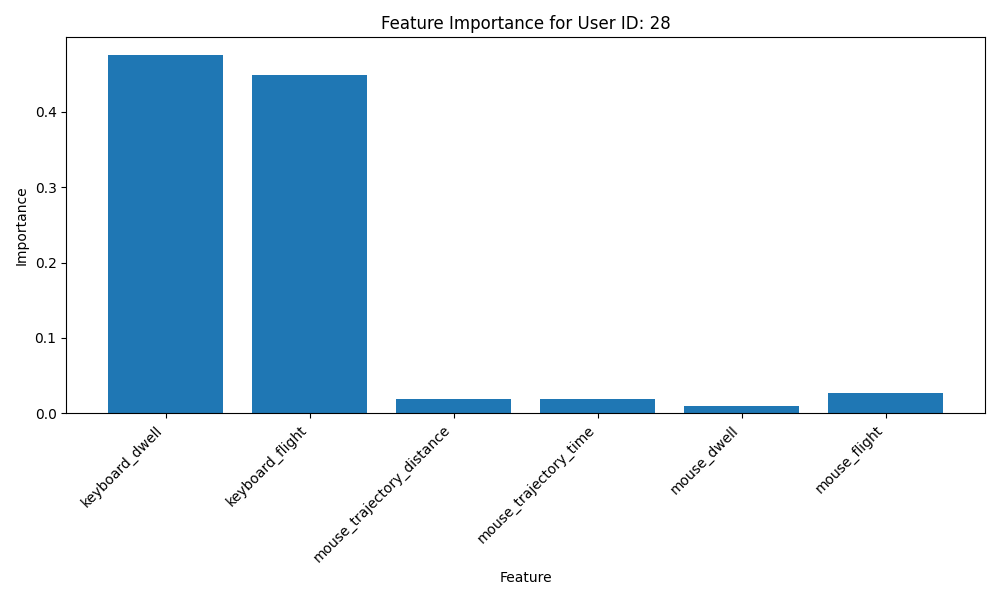 Feature Importance for User ID: 28
Importance
0.4
0.3
0.2
0.1
0.0
keyboard_dwell
keyboard_flight
mouse_trajectory_distance
mouse_trajectory_time
mouse_dwell
mouse_flight
Feature